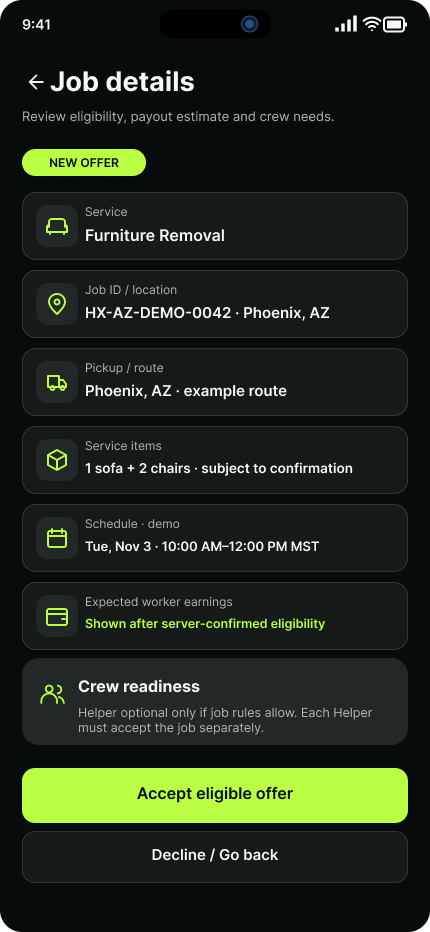 9:41
Job details
Review eligibility, payout estimate and crew needs.
NEW OFFER
Service
Furniture Removal
Job ID / location
HX-AZ-DEMO-0042 · Phoenix, AZ
Pickup / route
Phoenix, AZ · example route
Service items
1 sofa + 2 chairs · subject to confirmation
Schedule · demo
Tue, Nov 3 · 10:00 AM–12:00 PM MST
Expected worker earnings
Shown after server-confirmed eligibility
Crew readiness
Helper optional only if job rules allow. Each Helper
must accept the job separately.
Accept eligible offer
Decline / Go back